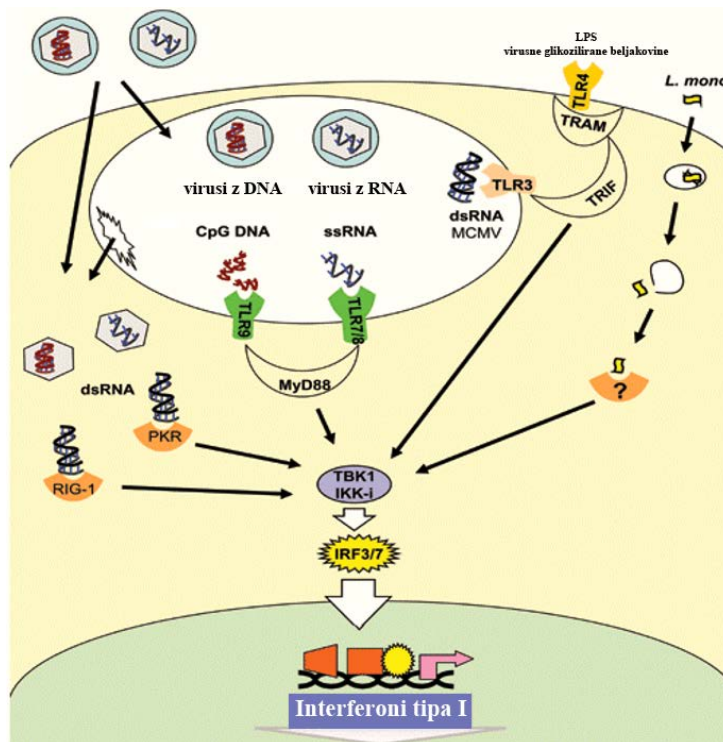 LPS
virusne glikozilirane beljakovine
TLR4
TRAM
L. mono
virusi z DNA
virusi z RNA
TLR3
TRIF
dsRNA
MCMV
CpG DNA
ssRNA
TLR9
TLR7/8
MyD88
dsRNA
PKR
?
RIG-1
TBK1
IKK-i
IRF3/7
Interferoni tipa I